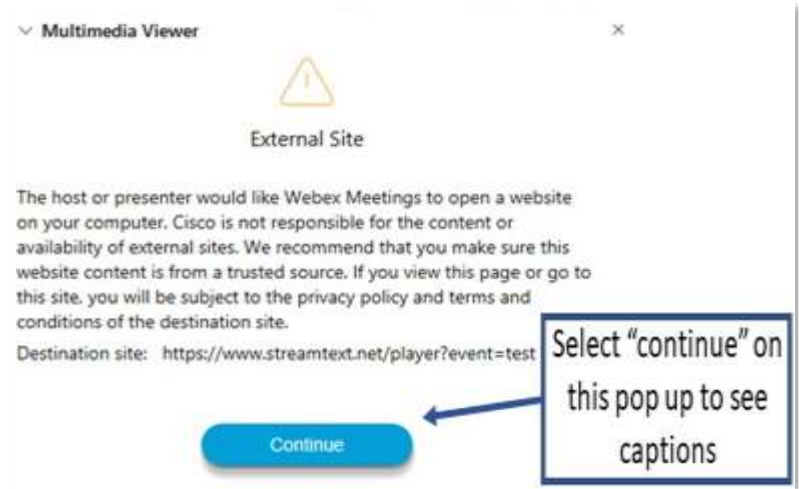 Multimedia Viewer
External Site
The host or presenter would like Webex Meetings to open a website
on your computer. Cisco is not responsible for the content or
availability of external sites. We recommend that you make sure this
website content is from a trusted source. If you view this page or go to
this site, you will be subject to the privacy policy and terms and
conditions of the destination site.
Destination site: https://www.streamtext.net/player?event=test
Continue
Select “contin” on
this pop up to see
captions